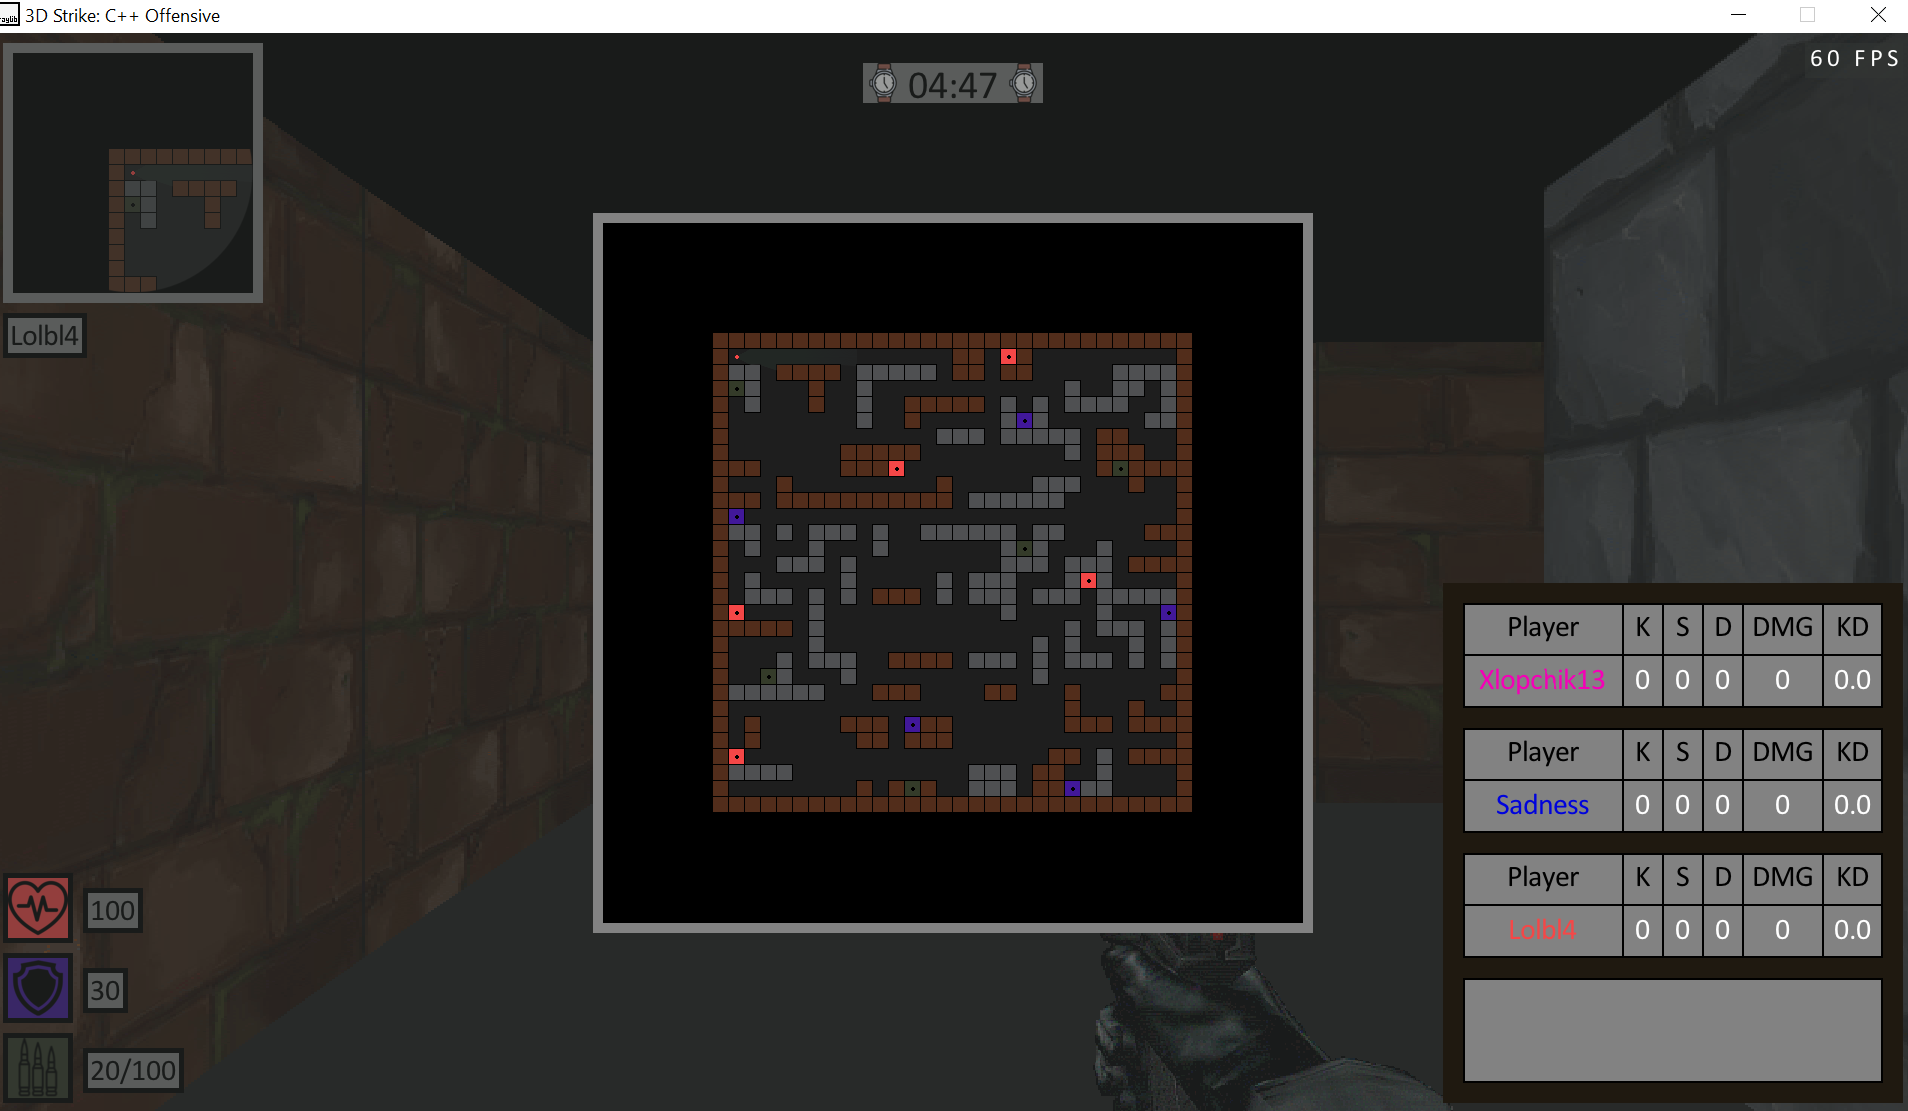 raylib
3D Strike: C++ Offensive
60 FPS
04:47
Lolbl4
Player K S D DMG KD
Xlopchik13 0 0 0 0 0.0
Player K S D DMG KD
Sadness 0 0 0 0 0.0
Player K S D DMG KD
Lolbl4 0 0 0 0 0.0
100
30
20/100